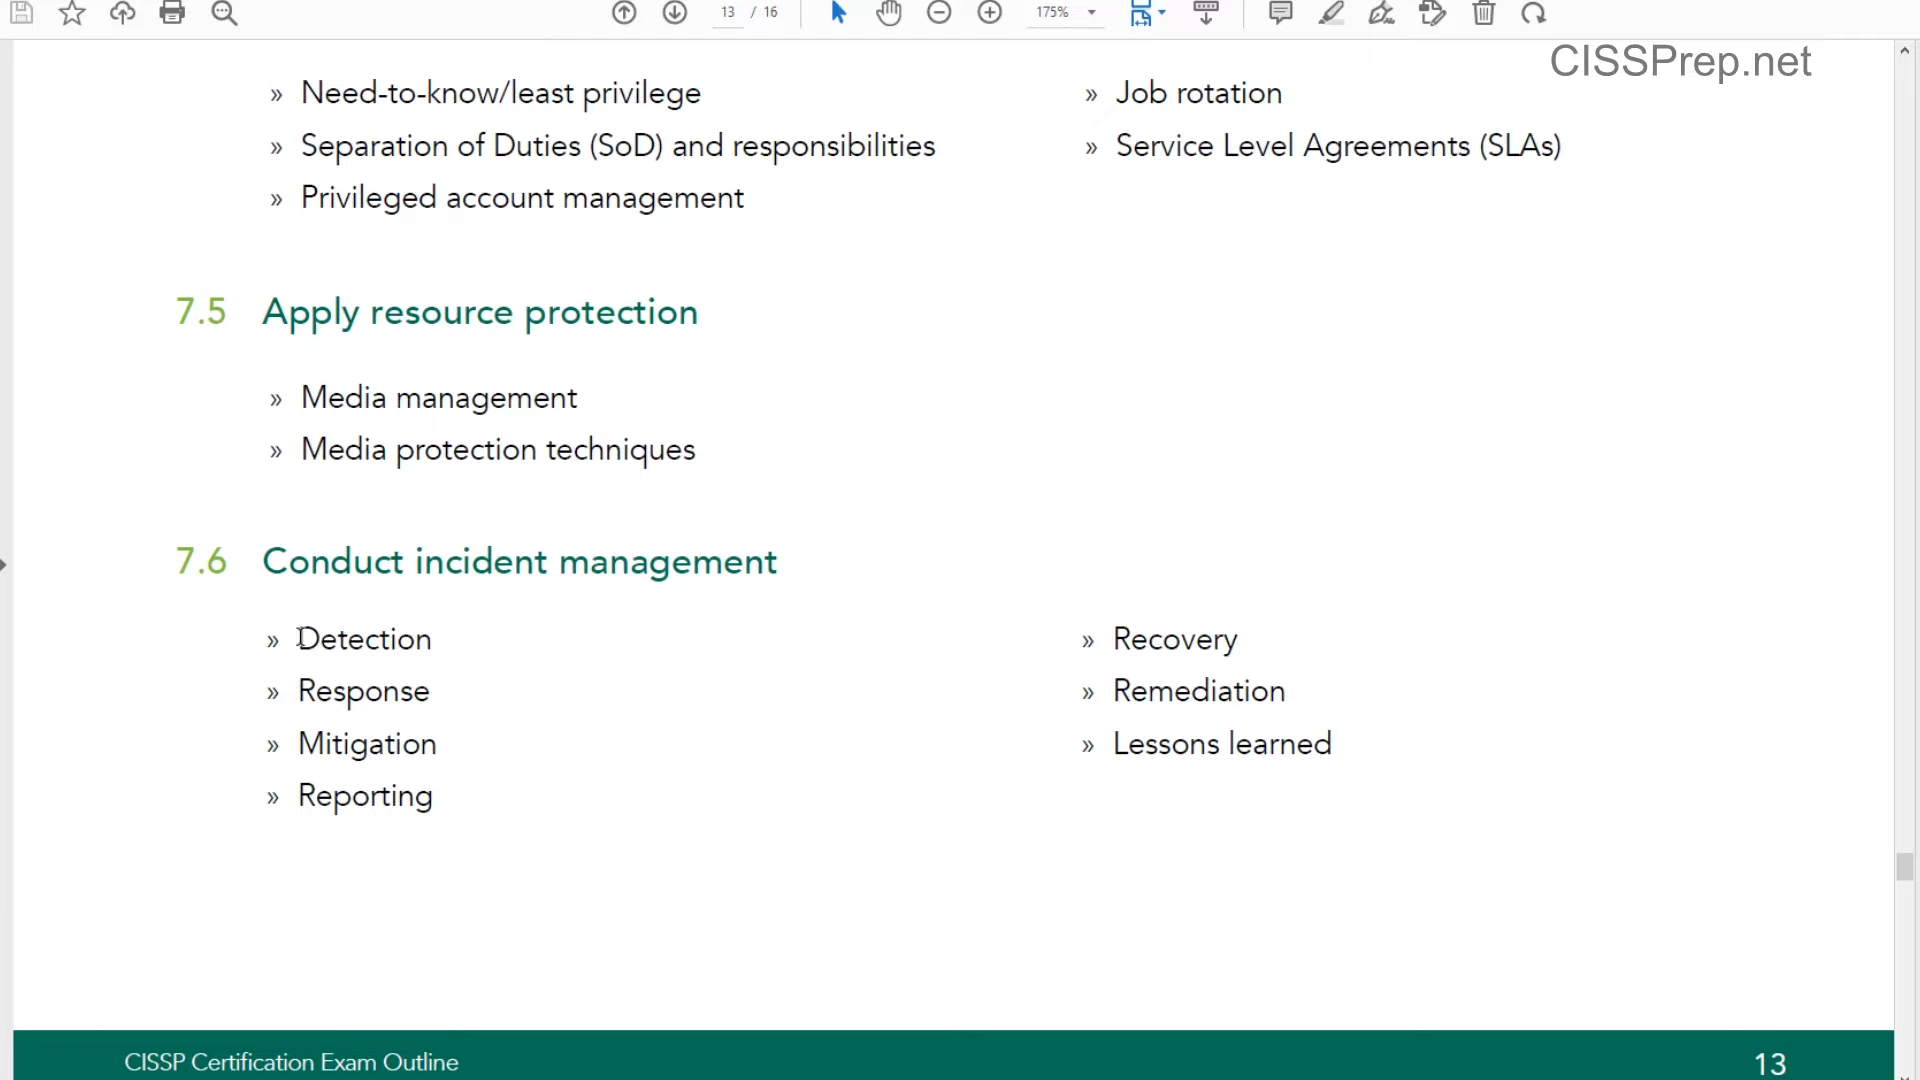 13 / 16
175%
CISSPrep.net
» Need-to-know/least privilege
» Separation of Duties (SoD) and responsibilities
» Privileged account management
» Job rotation
» Service Level Agreements (SLAs)
7.5 Apply resource protection
» Media management
» Media protection techniques
7.6 Conduct incident management
» Detection
» Response
» Mitigation
» Reporting
» Recovery
» Remediation
» Lessons learned
CISSP Certification Exam Outline
13